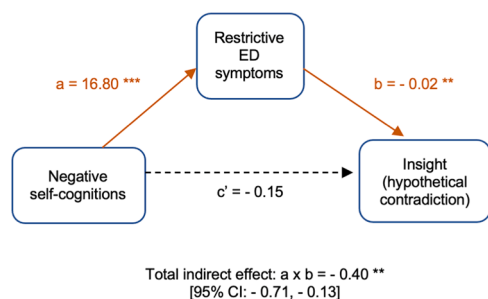 Restrictive
ED
symptoms
a = 16.80 ***
b = - 0.02 **
Negative
self-cognitions
c' = - 0.15
Insight
(hypothetical
contradiction)
Total indirect effect: a x b = - 0.40 **
[95% CI: - 0.71, - 0.13]